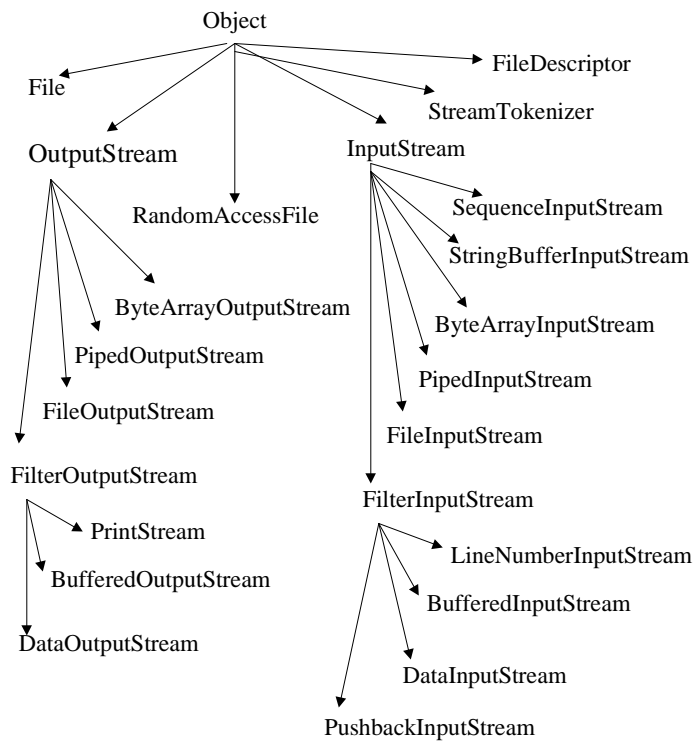 Object
FileDescriptor
File
StreamTokenizer
OutputStream
InputStream
RandomAccessFile
SequenceInputStream
StringBufferInputStream
ByteArrayOutputStream
ByteArrayInputStream
PipedOutputStream
PipedInputStream
FileOutputStream
FileInputStream
FilterOutputStream
FilterInputStream
PrintStream
LineNumberInputStream
BufferedOutputStream
BufferedInputStream
DataOutputStream
DataInputStream
PushbackInputStream